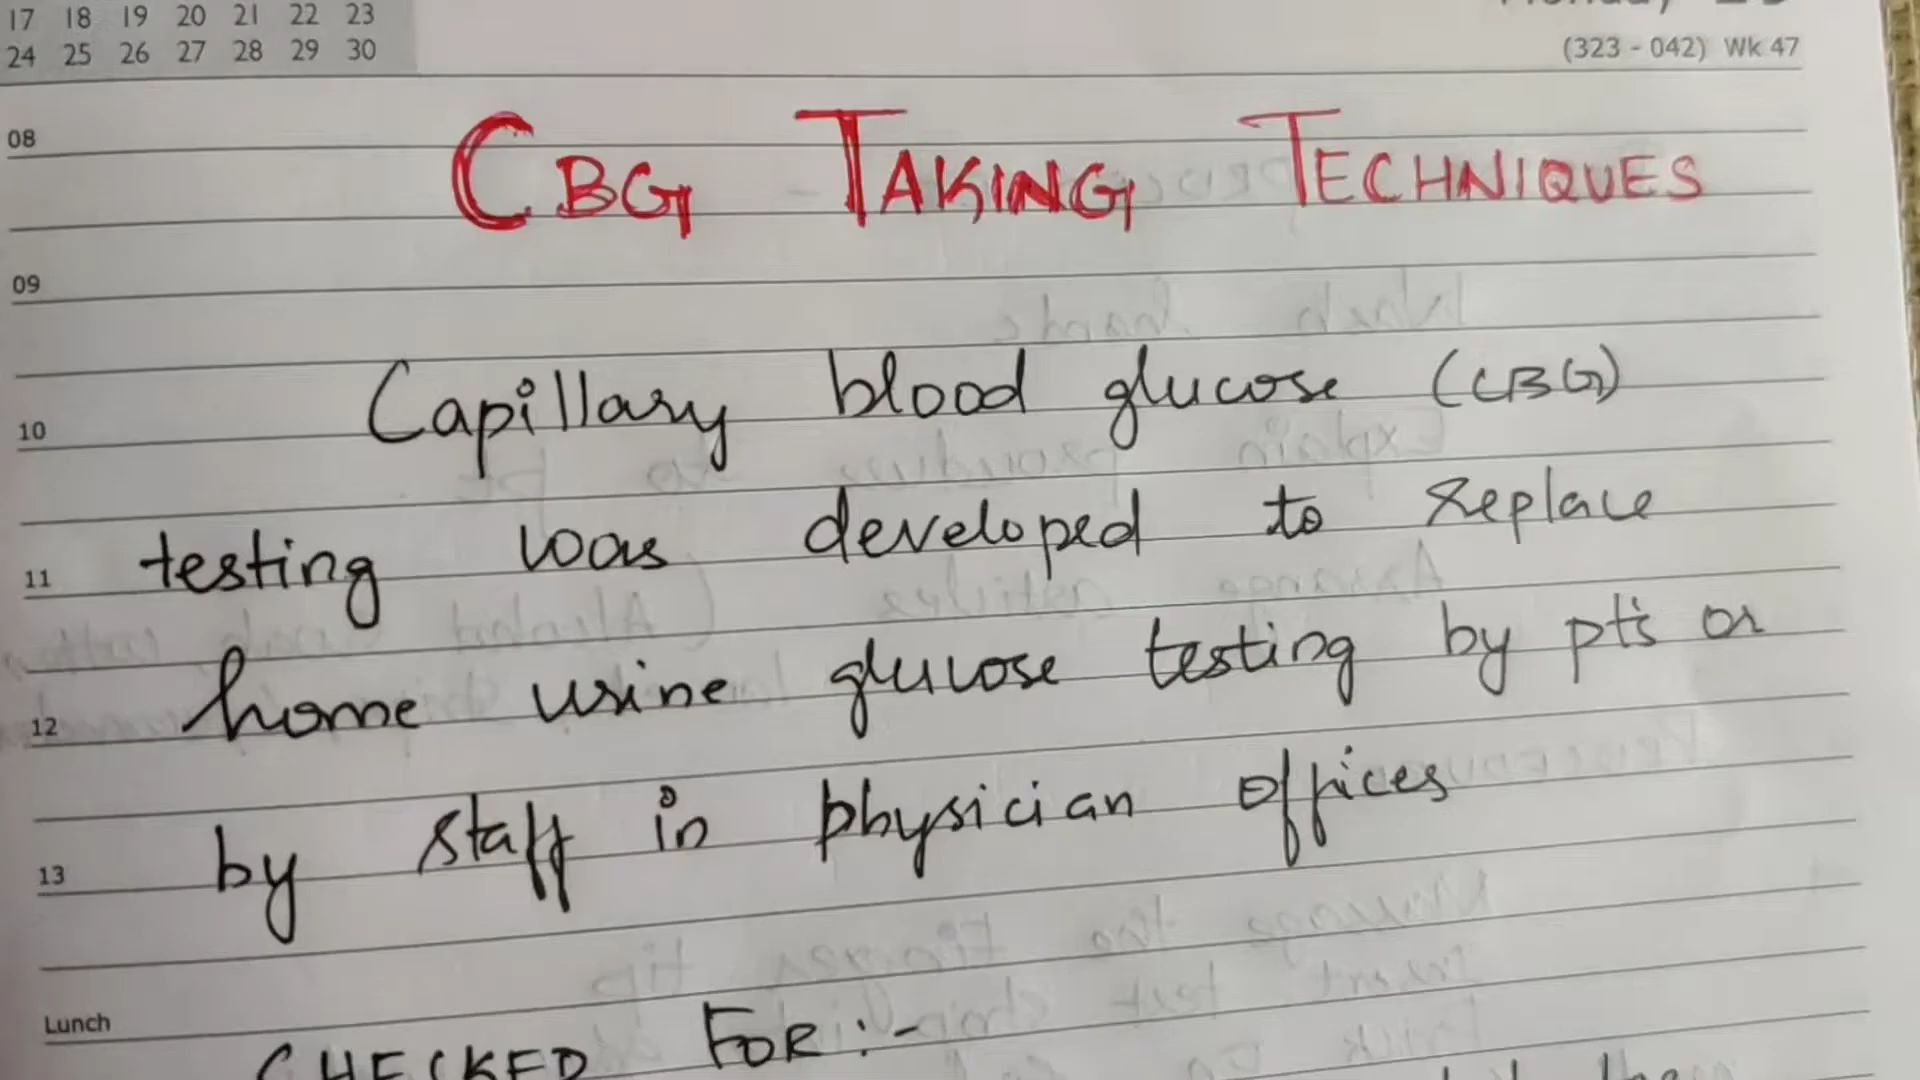 17 18 19 20 21 22 23
24 25 26 27 28 29 30
(323 - 042) Wk 47
08
CBG TAKING TECHNIQUES
09
10 Capillary blood glucose (CBG)
11 testing was developed to replace
12 home urine glucose testing by pt's or
13 by staff in physician offices
Lunch
CHECKED FOR :-